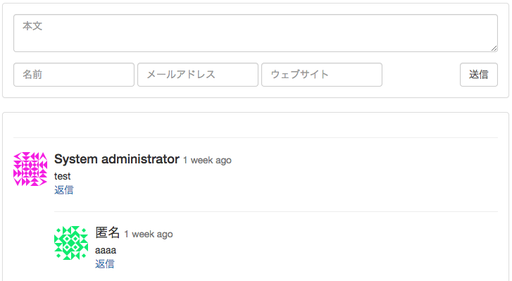 本文
名前 メールアドレス ウェブサイト 送信
System administrator 1 week ago
test
返信
匿名 1 week ago
aaaa
返信